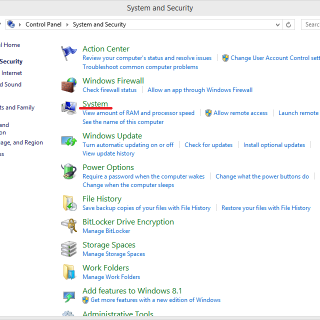 System and Security
Control Panel
System and Security
Sear
l Home
Action Center
Review your computer's status and resolve issues
Change User Account Control set
Security
Troubleshoot common computer problems
Internet
Windows Firewall
d Sound
Check firewall status
Allow an app through Windows Firewall
System
ts and Family
View amount of RAM and processor speed
Allow remote access
Launch remote
See the name of this computer
and
on
Windows Update
age, and Region
Turn automatic updating on or off
Check for updates
Install optional updates
View update history
ss
Power Options
Require a password when the computer wakes
Change what the power buttons do
Change when the computer sleeps
File History
Save backup copies of your files with File History
Restore your files with File History
BitLocker Drive Encryption
Manage BitLocker
Storage Spaces
Manage Storage Spaces
Work Folders
Manage Work Folders
Add features to Windows 8.1
Get more features with a new edition of Windows
Administrative Tools